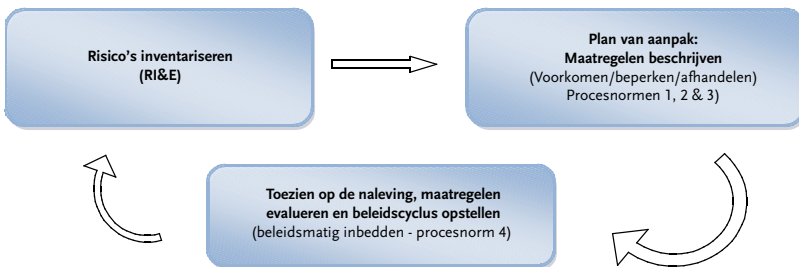 Risico’s inventariseren
(RI&E)
Plan van aanpak:
Maatregelen beschrijven
(Voorkomen/beperken/afhandelen)
Procesnormen 1, 2 & 3)
Toezien op de naleving, maatregelen
evalueren en beleidscyclus opstellen
(beleidsmatig inbedden - procesnorm 4)